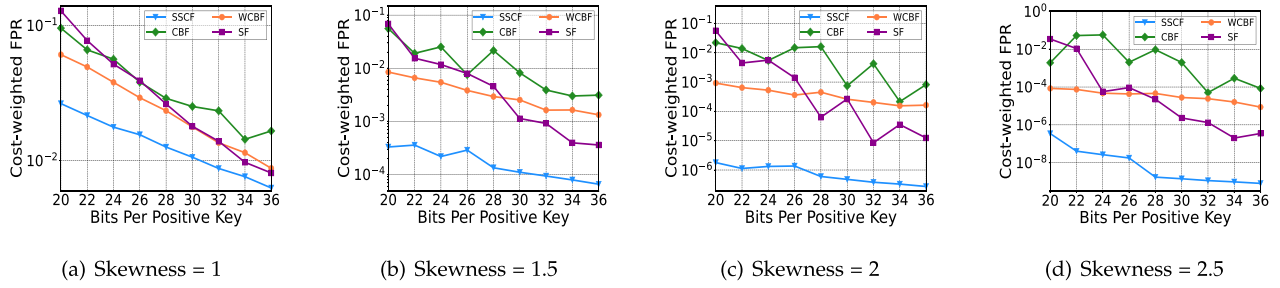 SSCF
CBF
WCBF
SF
10⁻¹
10⁻²
Cost-weighted FPR
20 22 24 26 28 30 32 34 36
Bits Per Positive Key
(a) Skewness = 1
SSCF
CBF
WCBF
SF
10⁻¹
10⁻²
10⁻³
10⁻⁴
Cost-weighted FPR
20 22 24 26 28 30 32 34 36
Bits Per Positive Key
(b) Skewness = 1.5
SSCF
CBF
WCBF
SF
10⁻¹
10⁻²
10⁻³
10⁻⁴
10⁻⁵
10⁻⁶
Cost-weighted FPR
20 22 24 26 28 30 32 34 36
Bits Per Positive Key
(c) Skewness = 2
SSCF
CBF
WCBF
SF
10⁰
10⁻²
10⁻⁴
10⁻⁶
10⁻⁸
Cost-weighted FPR
20 22 24 26 28 30 32 34 36
Bits Per Positive Key
(d) Skewness = 2.5